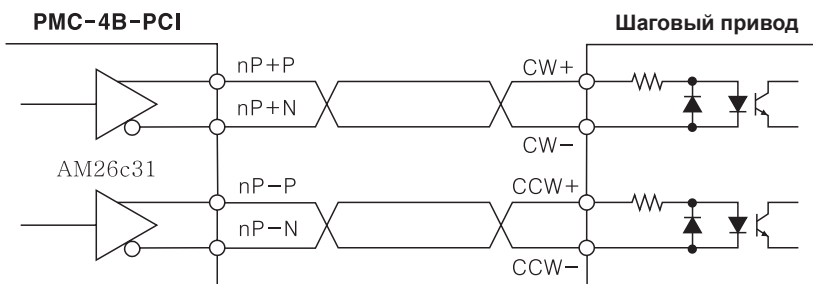 PMC-4B-PCI
Шаговый привод
nP+P
CW+
nP+N
CW-
AM26c31
nP-P
CCW+
nP-N
CCW-